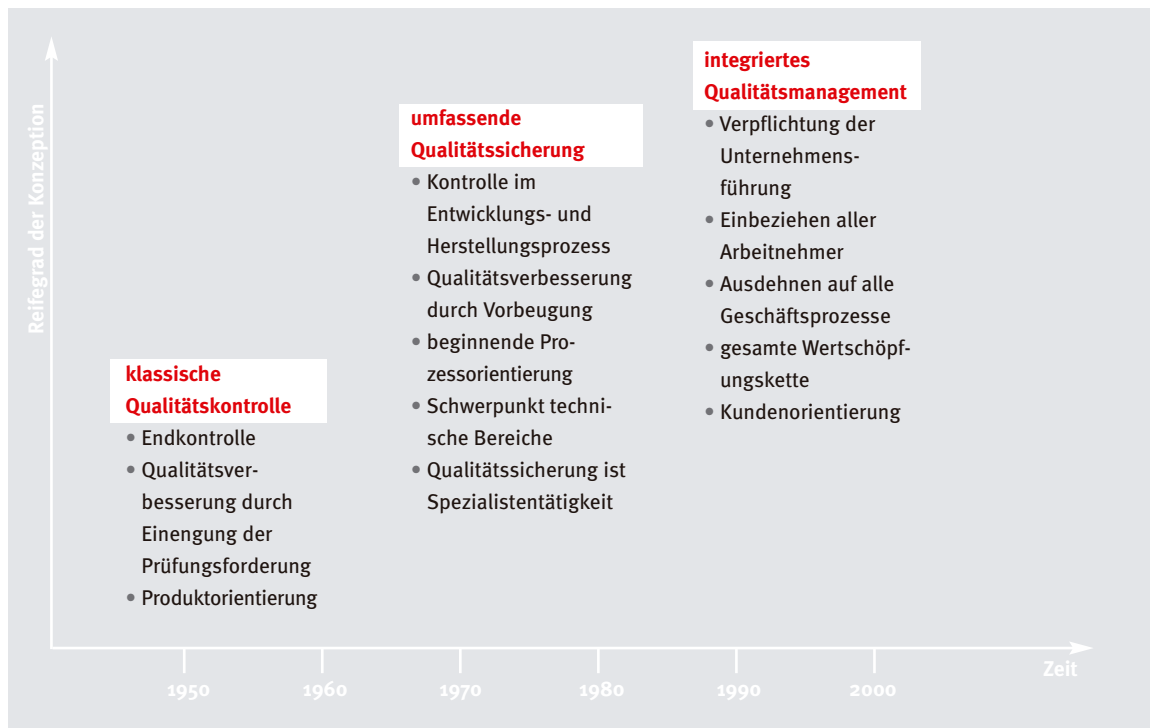 Reifegrad der Konzeption
klassische
Qualitätskontrolle
• Endkontrolle
• Qualitätsver-
besserung durch
Einengung der
Prüfungsforderung
• Produktorientierung
umfassende
Qualitätssicherung
• Kontrolle im
Entwicklungs- und
Herstellungsprozess
• Qualitätsverbesserung
durch Vorbeugung
• beginnende Pro-
zessorientierung
• Schwerpunkt techni-
sche Bereiche
• Qualitätssicherung ist
Spezialistentätigkeit
integriertes
Qualitätsmanagement
• Verpflichtung der
Unternehmens-
führung
• Einbeziehen aller
Arbeitnehmer
• Ausdehnen auf alle
Geschäftsprozesse
• gesamte Wertschöpf-
ungskette
• Kundenorientierung
Zeit
1950 1960 1970 1980 1990 2000